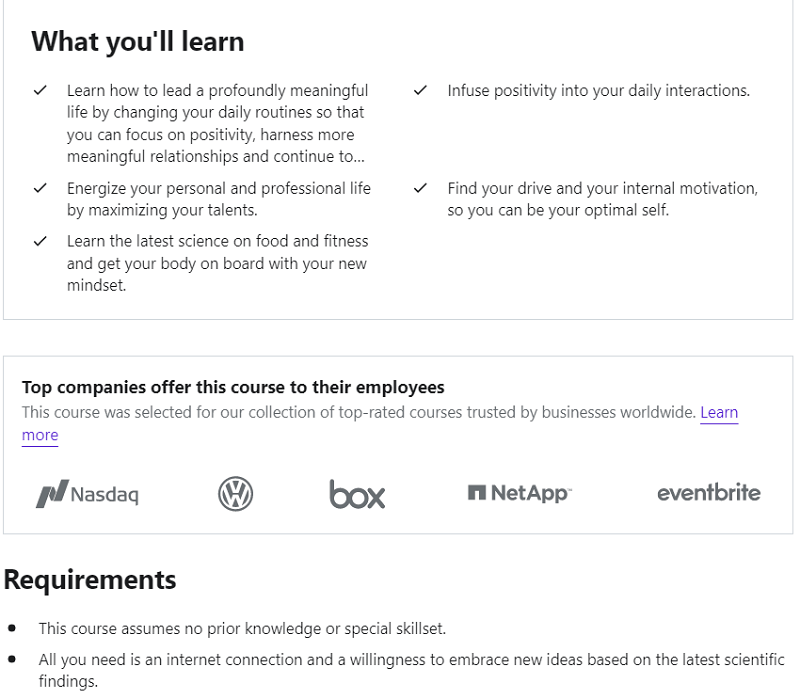 What you'll learn
Learn how to lead a profoundly meaningful
life by changing your daily routines so that
you can focus on positivity, harness more
meaningful relationships and continue to...
Infuse positivity into your daily interactions.
Energize your personal and professional life
by maximizing your talents.
Find your drive and your internal motivation,
so you can be your optimal self.
Learn the latest science on food and fitness
and get your body on board with your new
mindset.
Top companies offer this course to their employees
This course was selected for our collection of top-rated courses trusted by businesses worldwide. Learn
more
Nasdaq
VW
box
NetApp™
eventbrite
Requirements
This course assumes no prior knowledge or special skillset.
All you need is an internet connection and a willingness to embrace new ideas based on the latest scientific
findings.